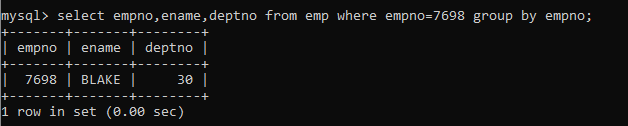 mysql> select empno,ename,deptno from emp where empno=7698 group by empno;
+-------+-------+--------+
| empno | ename | deptno |
+-------+-------+--------+
|  7698 | BLAKE |     30 |
+-------+-------+--------+
1 row in set (0.00 sec)